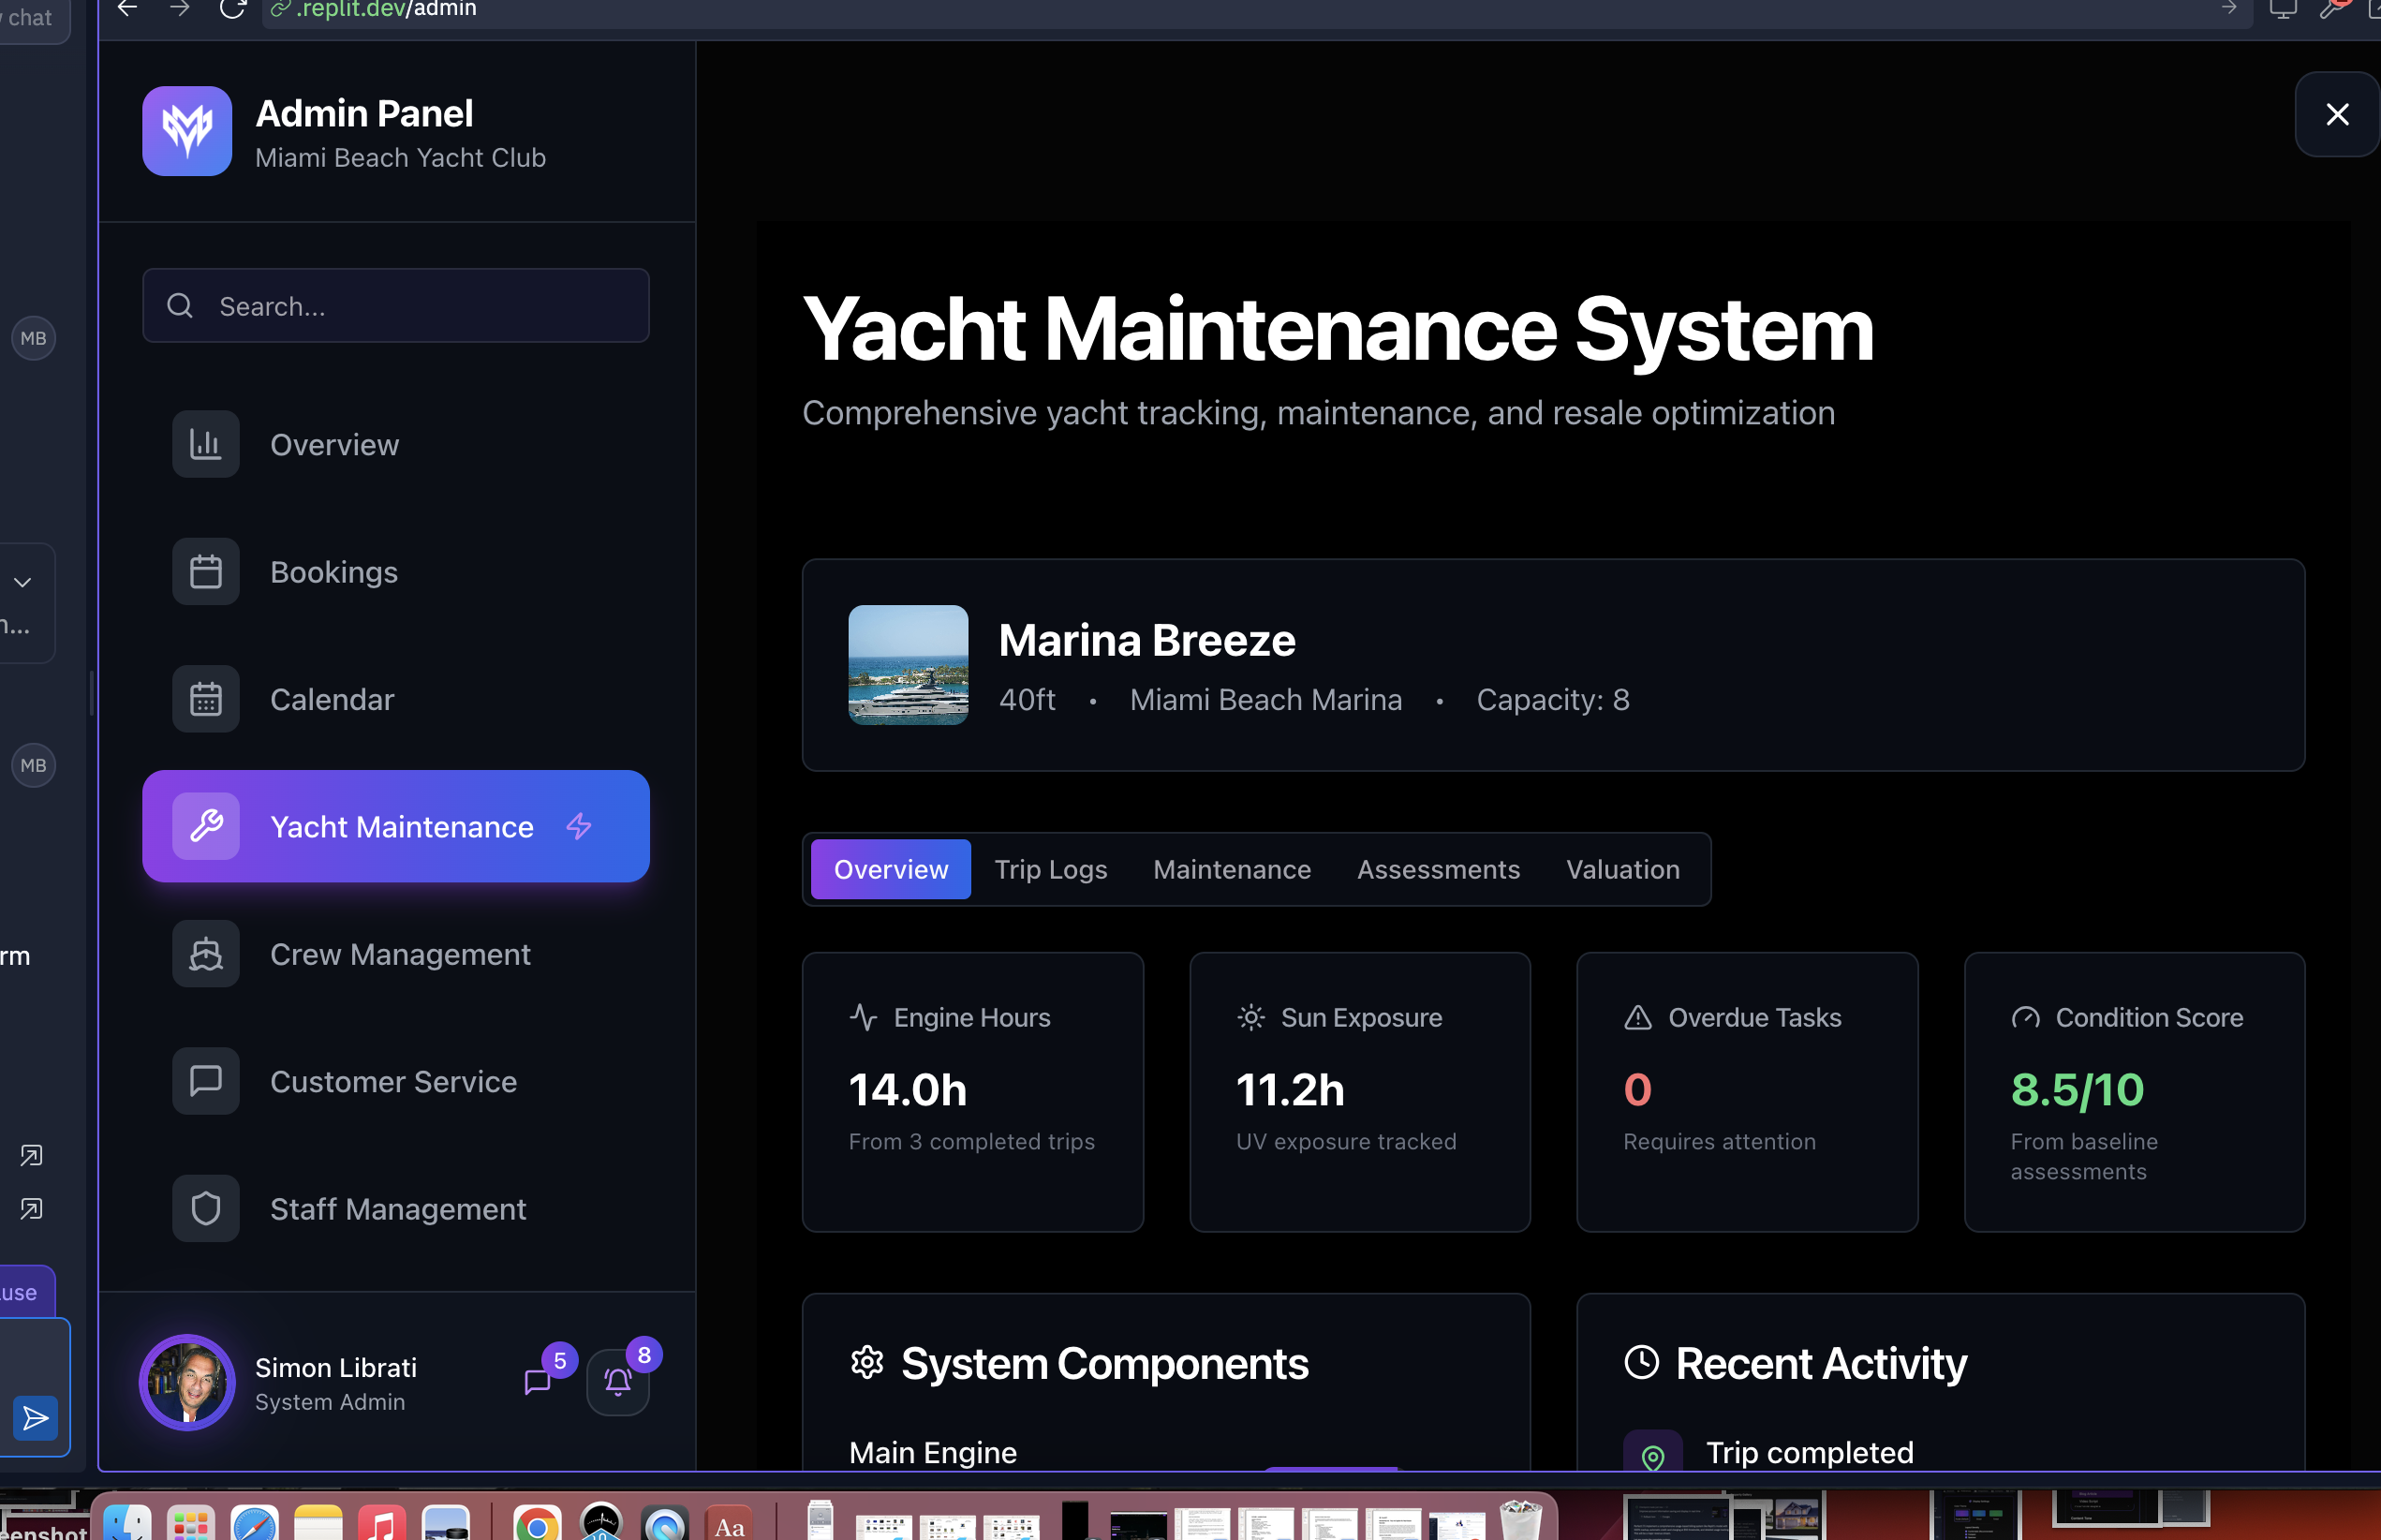 chat
.replit.dev/admin
Admin Panel
Miami Beach Yacht Club
Search...
MB
Overview
Bookings
Calendar
MB
Yacht Maintenance
Crew Management
Customer Service
Staff Management
Simon Librati
System Admin
5
8
Yacht Maintenance System
Comprehensive yacht tracking, maintenance, and resale optimization
Marina Breeze
40ft • Miami Beach Marina • Capacity: 8
Overview Trip Logs Maintenance Assessments Valuation
Engine Hours
14.0h
From 3 completed trips
Sun Exposure
11.2h
UV exposure tracked
Overdue Tasks
0
Requires attention
Condition Score
8.5/10
From baseline
assessments
System Components
Main Engine
Recent Activity
Trip completed
Aa